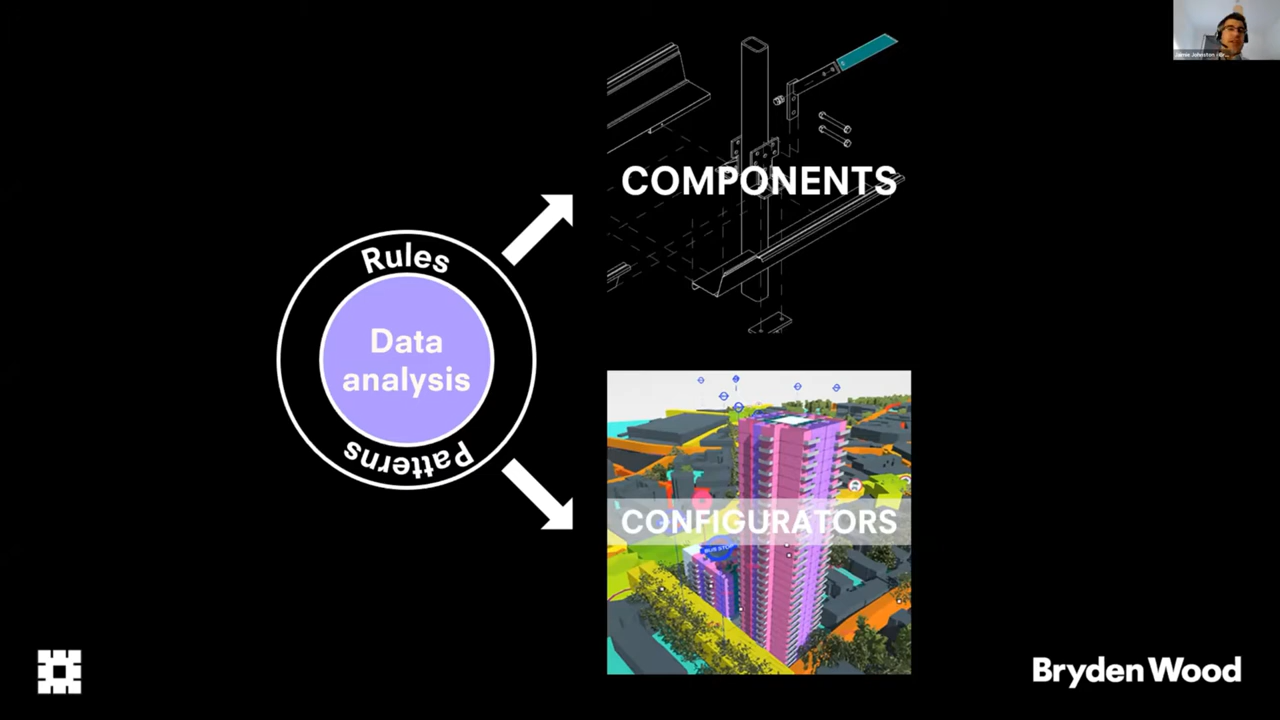 COMPONENTS
Rules
Data
analysis
Patterns
CONFIGURATORS
BUS STOP
Bryden Wood